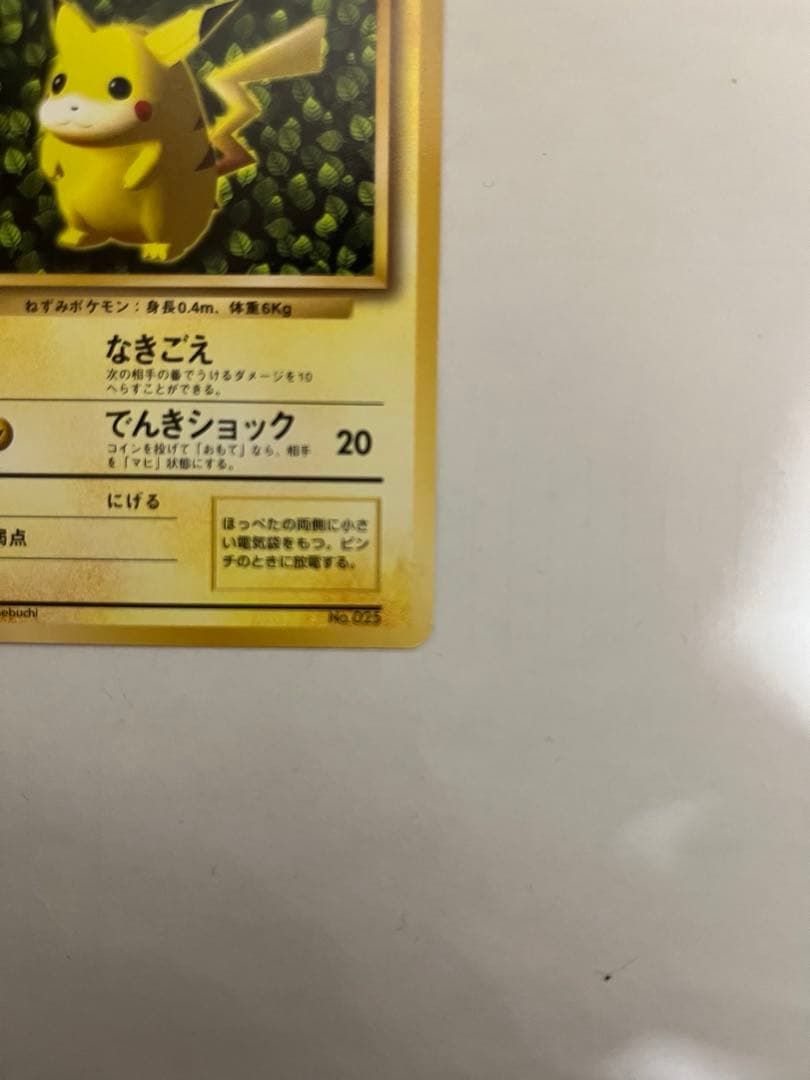 ねずみポケモン：身長0.4m、体重6Kg
なきごえ
次の相手の番でうけるダメージを10
へらすことができる。
でんきショック 20
コインを投げて「おもて」なら、相手
を「マヒ」状態にする。
にげる
弱点
ほっぺたの両側に小さ
い電気袋をもつ。ピン
チのときに放電する。
ebuchi
No.025